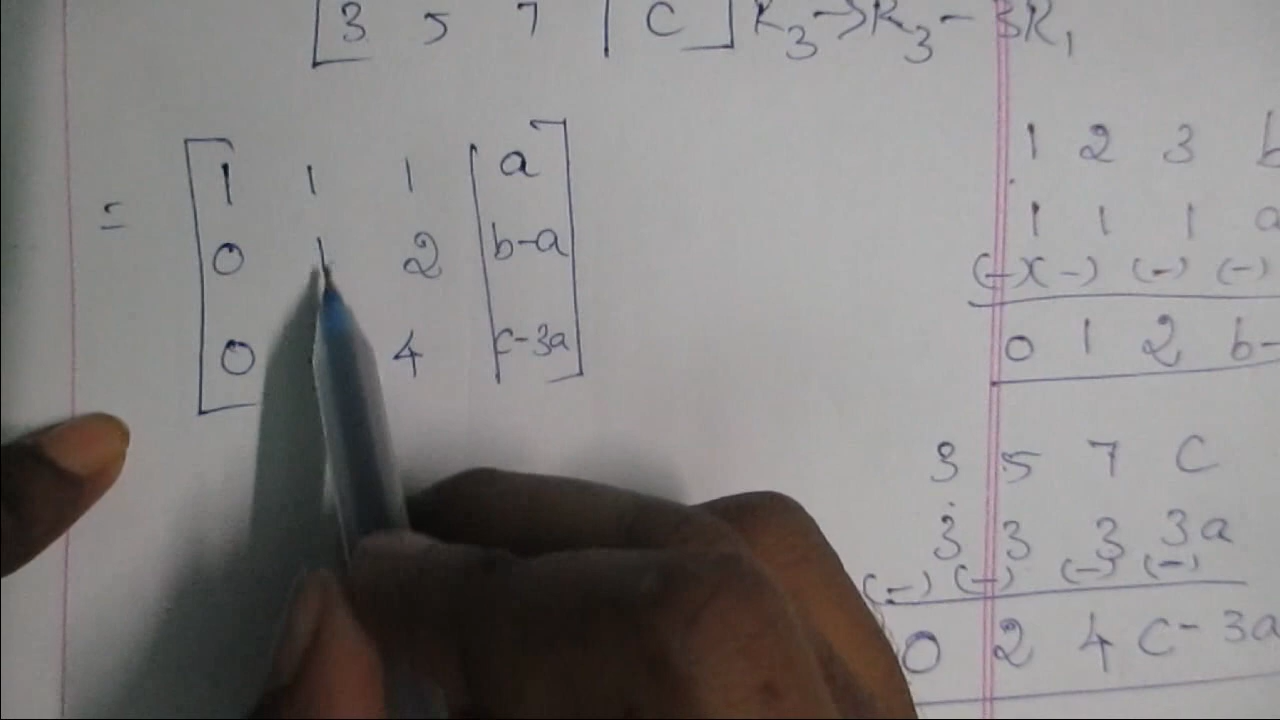 3 5 7 | C R₃→R₃-3R₁
= 1 1 1 | a
0 1 2 | b-a
0 4 | c-3a
1 2 3 b
1 1 1 a
(-) (-) (-) (-)
0 1 2 b-
3 5 7 C
3 3 3 3a
(-) (-) (-) (-)
0 2 4 C-3a